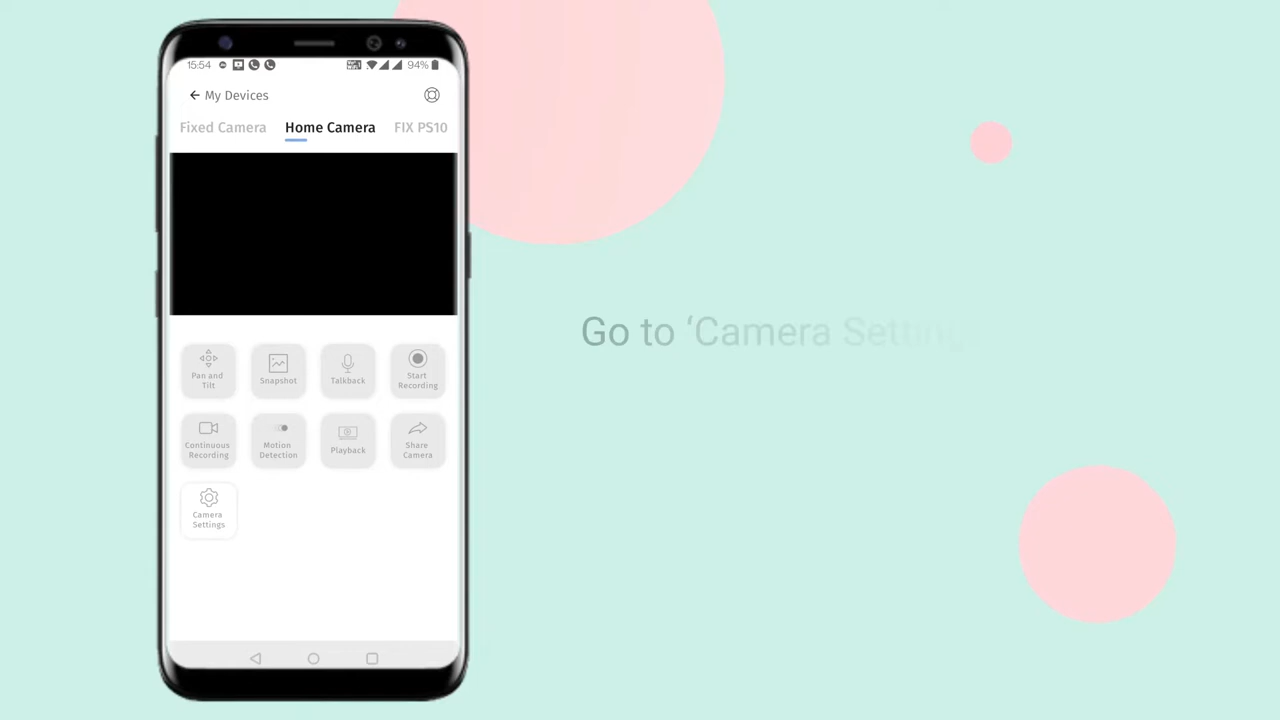 15:54
94%
My Devices
Fixed Camera
Home Camera
FIX PS10
Go to ‘Camera Settings
Pan and
Tilt
Snapshot
Talkback
Start
Recording
Continuous
Recording
Motion
Detection
Playback
Share
Camera
Camera
Settings